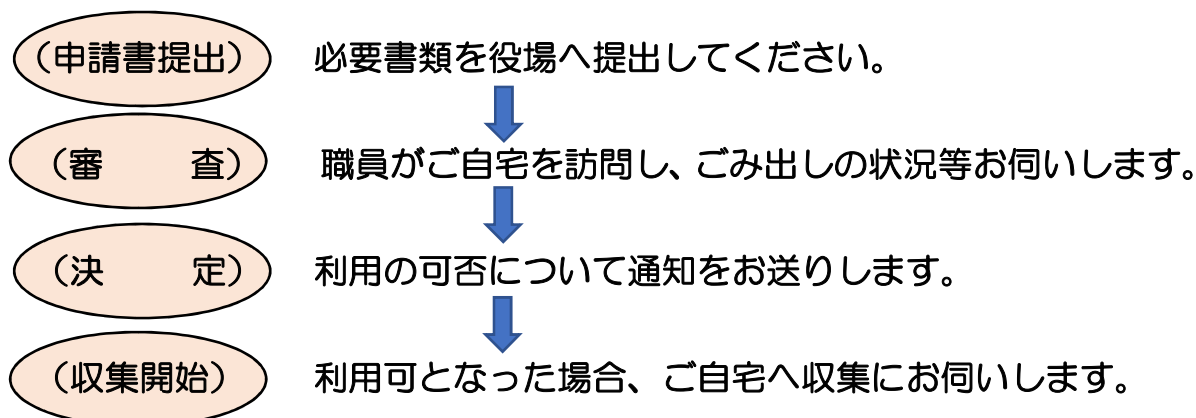 (申請書提出) 必要書類を役場へ提出してください。
(審　　査) 職員がご自宅を訪問し、ごみ出しの状況等お伺いします。
(決　　定) 利用の可否について通知をお送りします。
(収集開始) 利用可となった場合、ご自宅へ収集にお伺いします。